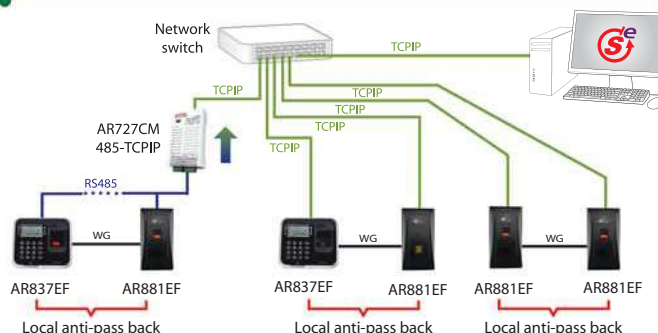 Network
switch
TCPIP
TCPIP
TCPIP
TCPIP
TCPIP
TCPIP
AR727CM
485-TCPIP
RS485
WG
WG
WG
AR837EF
AR881EF
AR837EF
AR881EF
AR881EF
AR881EF
Local anti-pass back
Local anti-pass back
Local anti-pass back